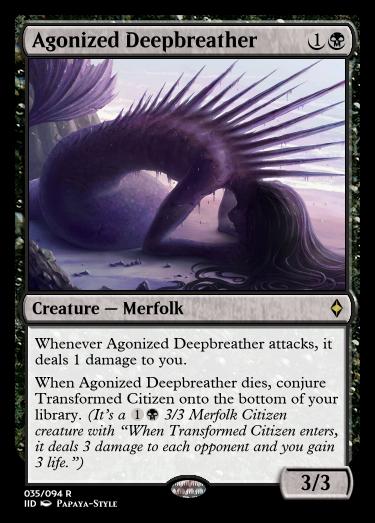 Agonized Deepbreather 1
Creature — Merfolk
Whenever Agonized Deepbreather attacks, it
deals 1 damage to you.
When Agonized Deepbreather dies, conjure
Transformed Citizen onto the bottom of your
library. (It's a 1 3/3 Merfolk Citizen
creature with “When Transformed Citizen enters,
it deals 3 damage to each opponent and you gain
3 life.”)
3/3
035/094 R
IID Papaya-Style